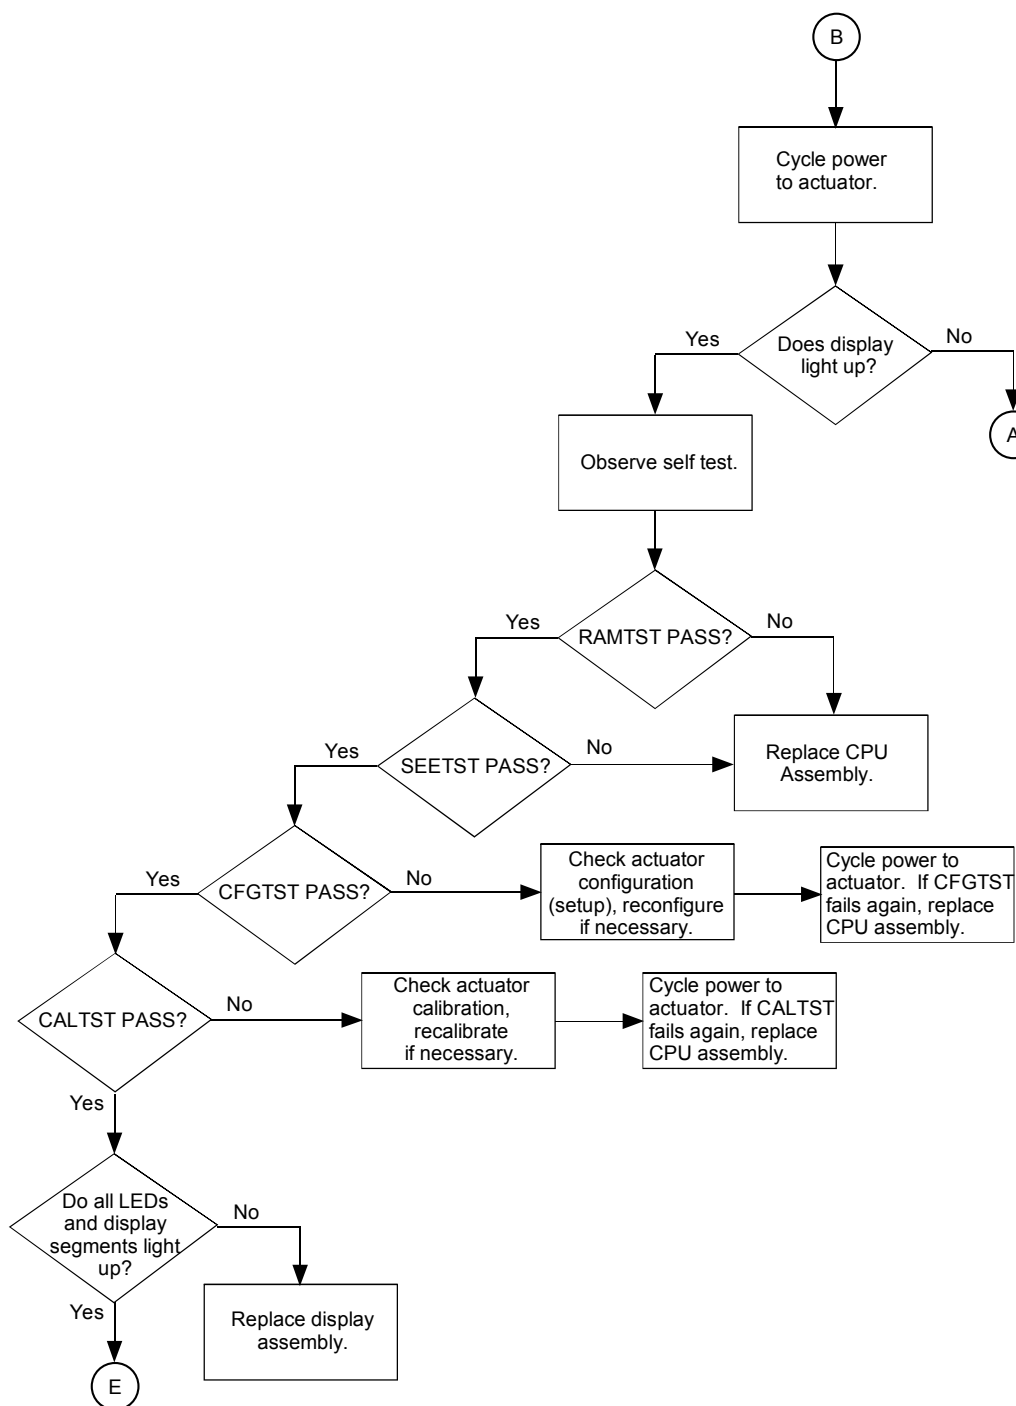 B
Cycle power
to actuator.
Does display
light up?
Yes
No
A
Observe self test.
RAMTST PASS?
Yes
No
SEETST PASS?
Yes
No
Replace CPU
Assembly.
CFGTST PASS?
Yes
No
Check actuator
configuration
(setup), reconfigure
if necessary.
Cycle power to
actuator.  If CFGTST
fails again, replace
CPU assembly.
CALTST PASS?
No
Check actuator
calibration,
recalibrate
if necessary.
Cycle power to
actuator.  If CALTST
fails again, replace
CPU assembly.
Yes
Do all LEDs
and display
segments light
up?
No
Yes
Replace display
assembly.
E